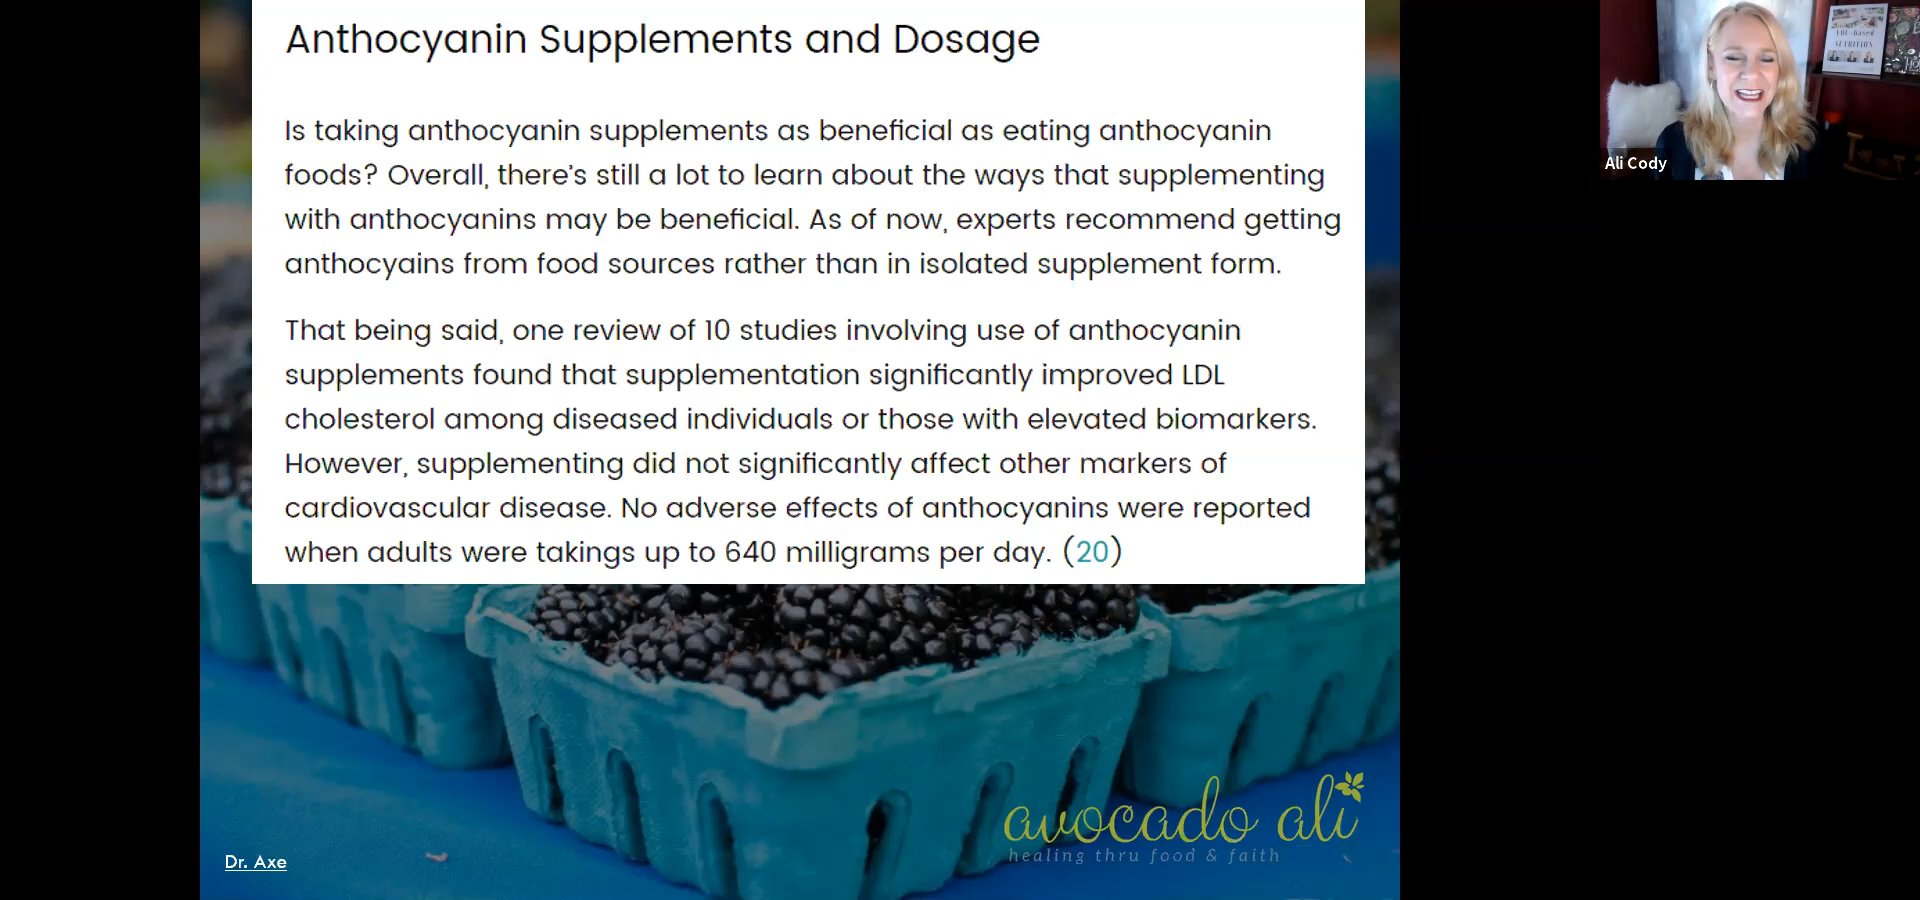 Anthocyanin Supplements and Dosage
Is taking anthocyanin supplements as beneficial as eating anthocyanin
foods? Overall, there's still a lot to learn about the ways that supplementing
with anthocyanins may be beneficial. As of now, experts recommend getting
anthocyains from food sources rather than in isolated supplement form.
That being said, one review of 10 studies involving use of anthocyanin
supplements found that supplementation significantly improved LDL
cholesterol among diseased individuals or those with elevated biomarkers.
However, supplementing did not significantly affect other markers of
cardiovascular disease. No adverse effects of anthocyanins were reported
when adults were takings up to 640 milligrams per day. (20)
avocado ali
healing thru food & faith
Dr. Axe
Ali Cody
NUTRITION